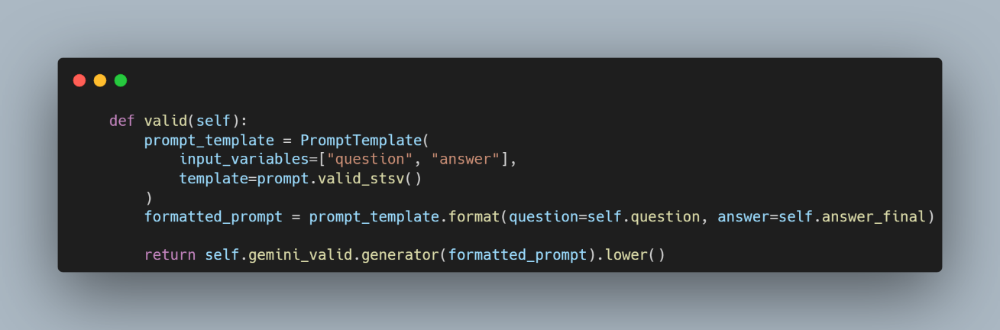 def valid(self):
    prompt_template = PromptTemplate(
        input_variables=["question", "answer"],
        template=prompt.valid_stsv()
    )
    formatted_prompt = prompt_template.format(question=self.question, answer=self.answer_final)
    return self.gemini_valid.generator(formatted_prompt).lower()